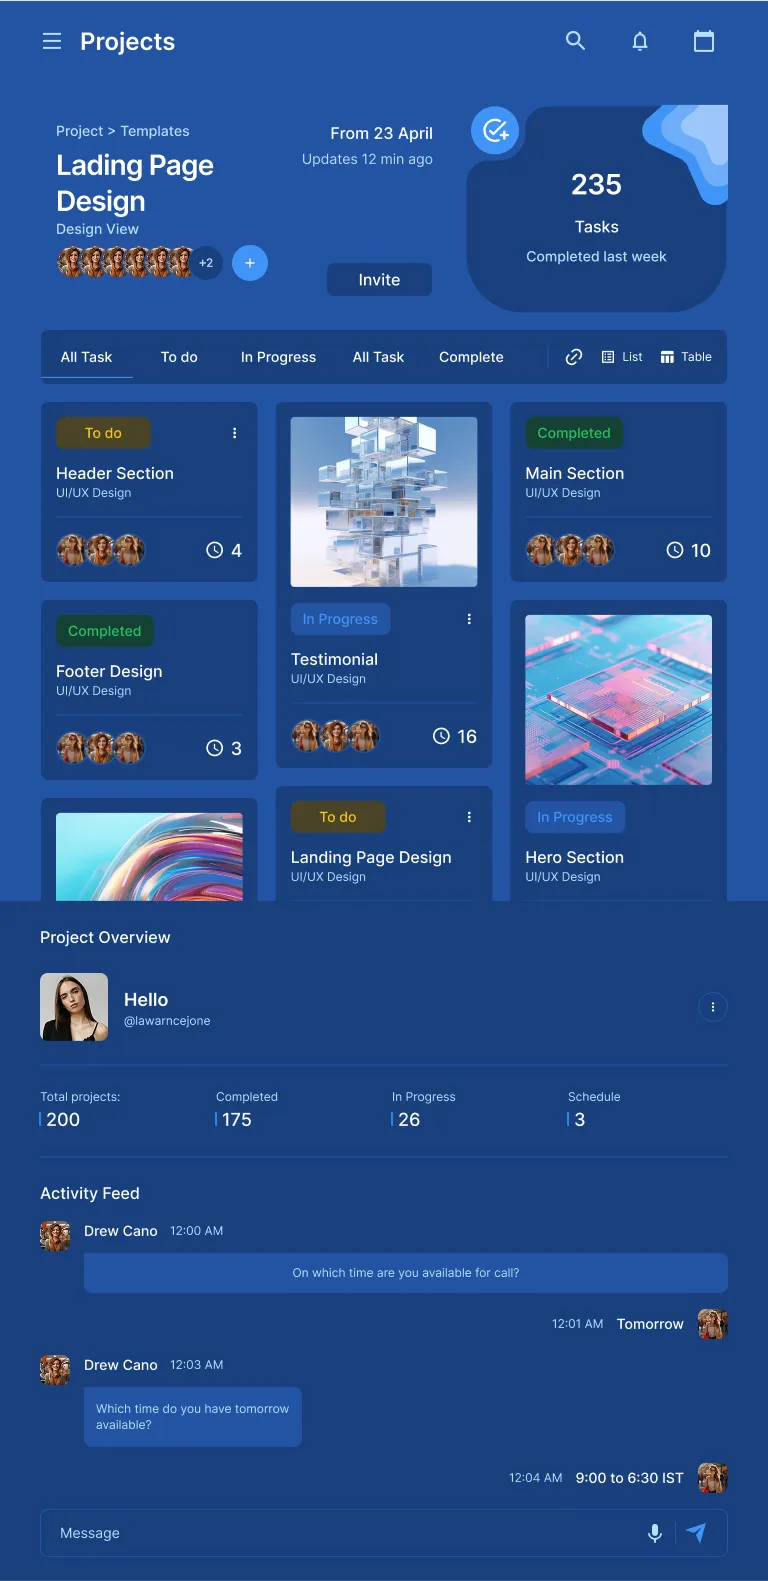 Projects
Project > Templates
Lading Page
Design
Design View
+2
From 23 April
Updates 12 min ago
Invite
235
Tasks
Completed last week
All Task
To do
In Progress
All Task
Complete
List
Table
To do
Header Section
UI/UX Design
4
Completed
Footer Design
UI/UX Design
3
In Progress
Testimonial
UI/UX Design
16
To do
Landing Page Design
UI/UX Design
Completed
Main Section
UI/UX Design
10
In Progress
Hero Section
UI/UX Design
Project Overview
Hello
@lawarncejone
Total projects:
200
Completed
175
In Progress
26
Schedule
3
Activity Feed
Drew Cano 12:00 AM
On which time are you available for call?
12:01 AM Tomorrow
Drew Cano 12:03 AM
Which time do you have tomorrow
available?
12:04 AM 9:00 to 6:30 IST
Message